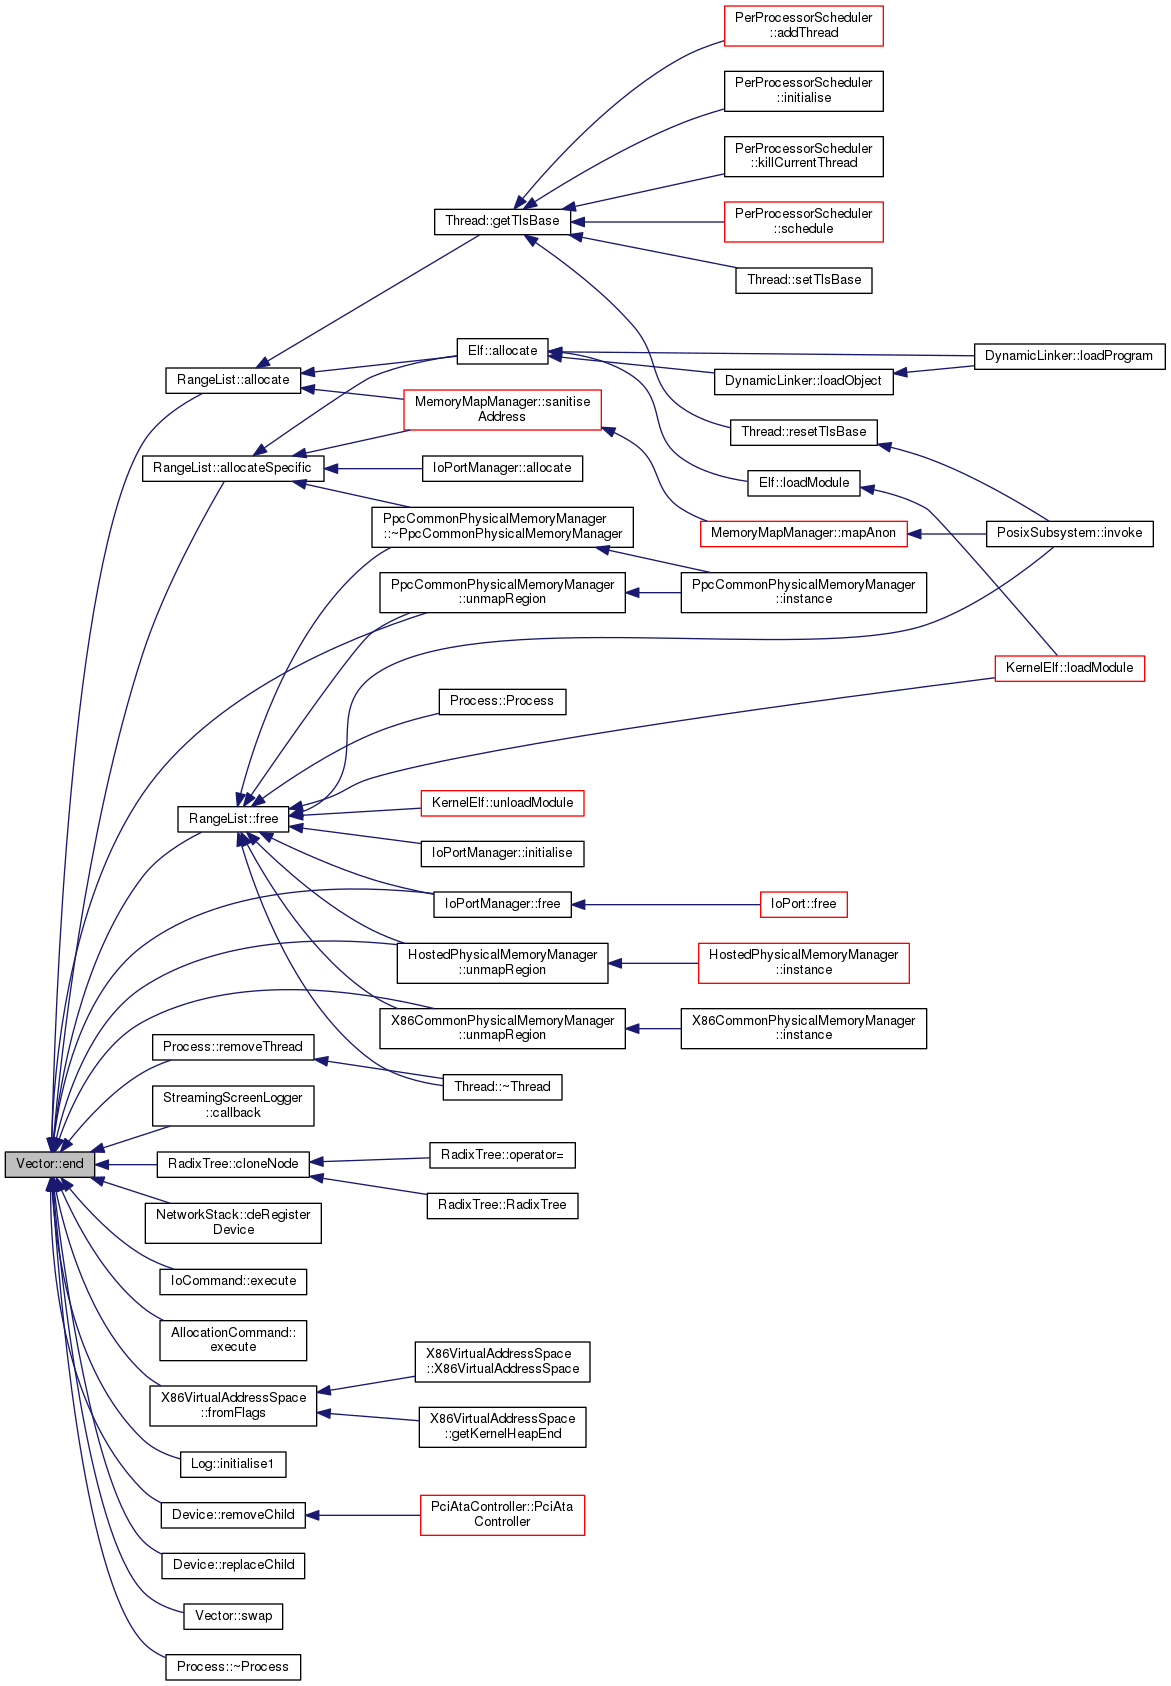 PerProcessorScheduler
::addThread
PerProcessorScheduler
::initialise
PerProcessorScheduler
::killCurrentThread
Thread::getTlsBase
PerProcessorScheduler
::schedule
Thread::setTlsBase
Elf::allocate
DynamicLinker::loadProgram
RangeList::allocate
DynamicLinker::loadObject
MemoryMapManager::sanitise
Address
Thread::resetTlsBase
RangeList::allocateSpecific
IoPortManager::allocate
Elf::loadModule
PpcCommonPhysicalMemoryManager
::~PpcCommonPhysicalMemoryManager
MemoryMapManager::mapAnon
PosixSubsystem::invoke
PpcCommonPhysicalMemoryManager
::unmapRegion
PpcCommonPhysicalMemoryManager
::instance
KernelElf::loadModule
Process::Process
KernelElf::unloadModule
RangeList::free
IoPortManager::initialise
IoPortManager::free
IoPort::free
HostedPhysicalMemoryManager
::unmapRegion
HostedPhysicalMemoryManager
::instance
X86CommonPhysicalMemoryManager
::unmapRegion
X86CommonPhysicalMemoryManager
::instance
Process::removeThread
Thread::~Thread
StreamingScreenLogger
::callback
Vector::end
RadixTree::cloneNode
RadixTree::operator=
RadixTree::RadixTree
NetworkStack::deRegister
Device
IoCommand::execute
AllocationCommand::
execute
X86VirtualAddressSpace
::X86VirtualAddressSpace
X86VirtualAddressSpace
::fromFlags
X86VirtualAddressSpace
::getKernelHeapEnd
Log::initialise1
Device::removeChild
PciAtaController::PciAta
Controller
Device::replaceChild
Vector::swap
Process::~Process